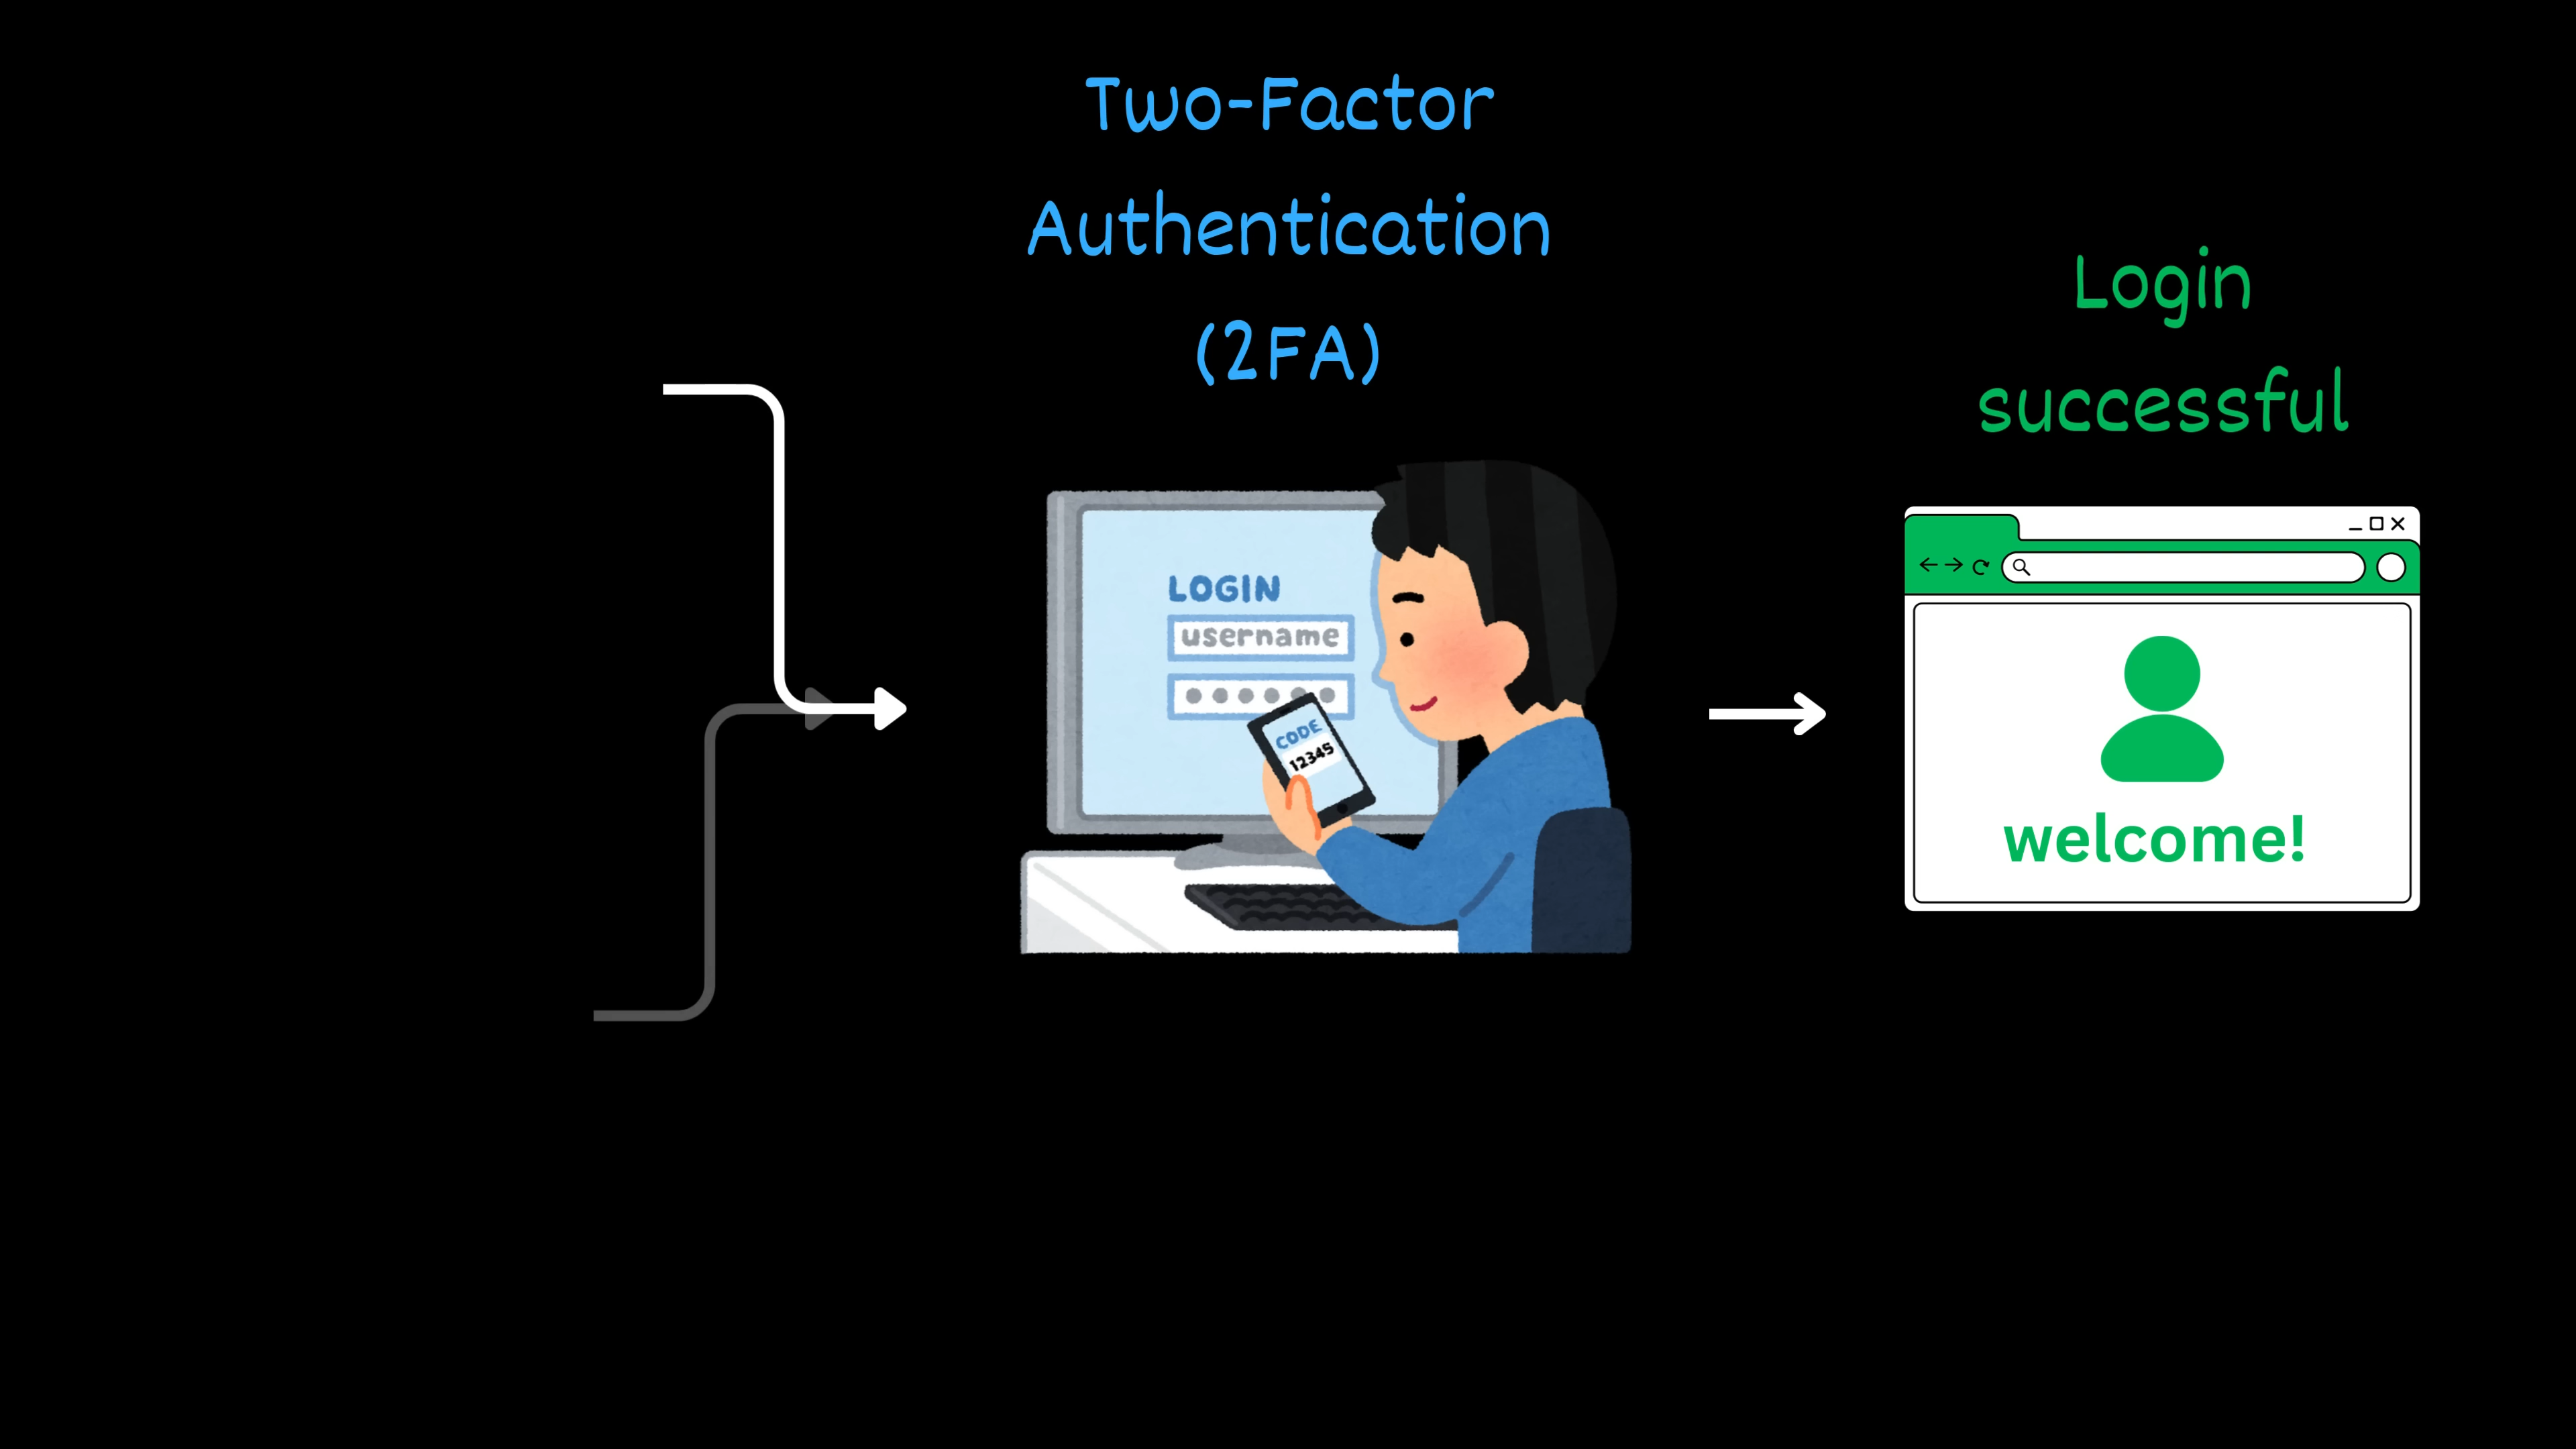 Two-Factor
Authentication
(2FA)
Login
successful
LOGIN
username
CODE
12345
welcome!